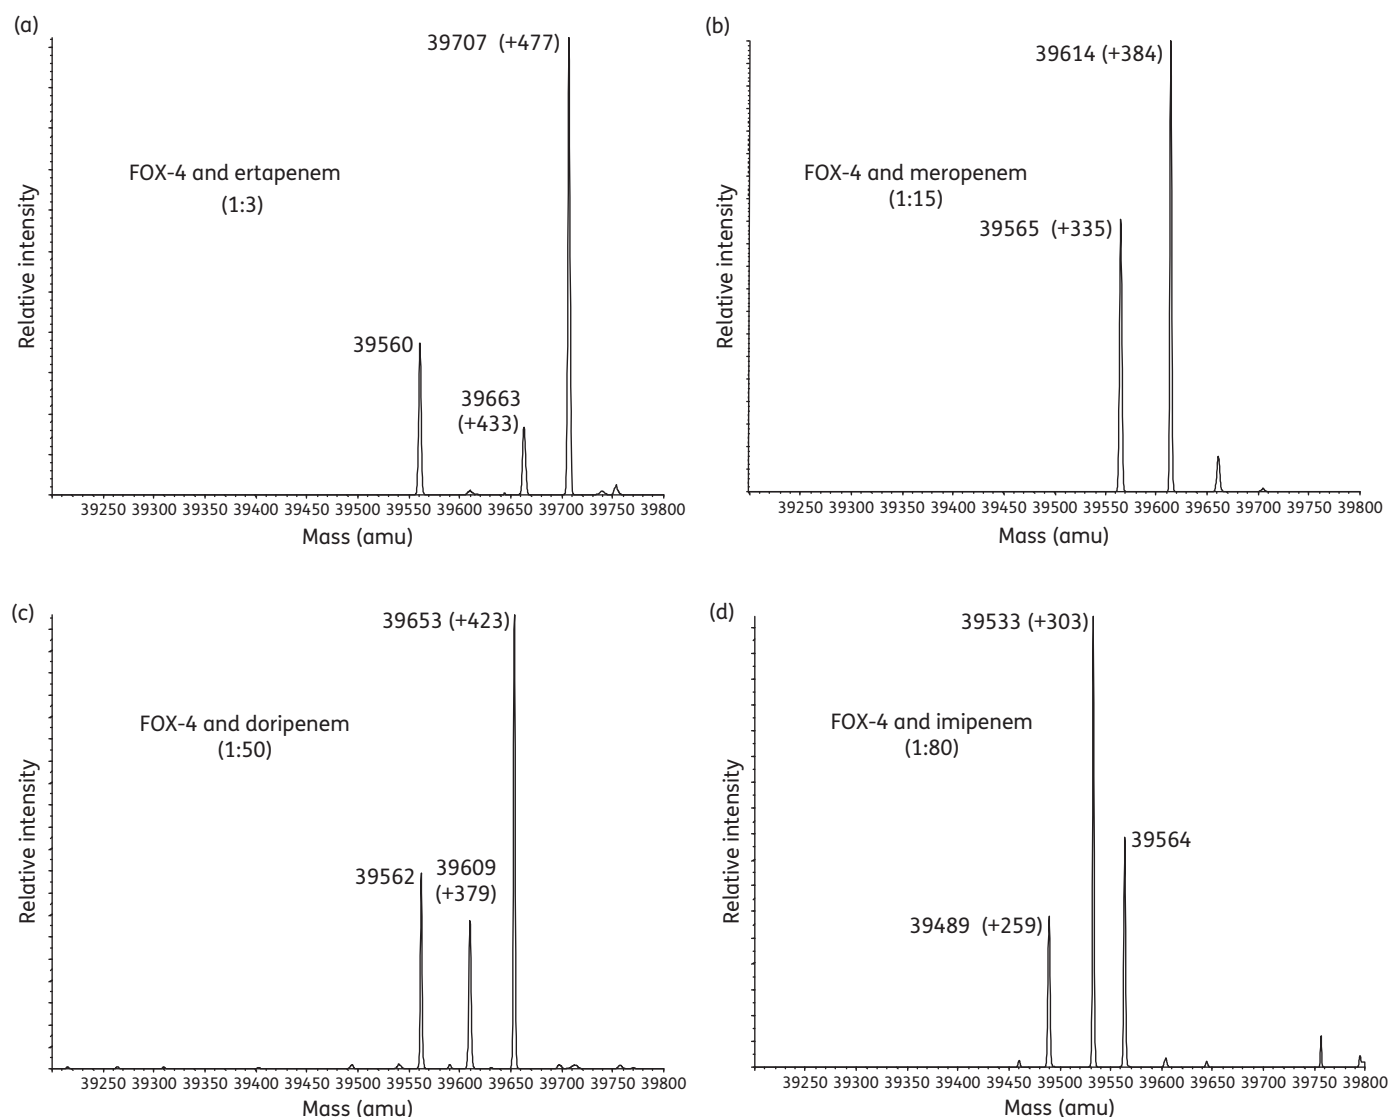 (a)
39707 (+477)
FOX-4 and ertapenem
(1:3)
39560
39663
(+433)
Relative intensity
39250 39300 39350 39400 39450 39500 39550 39600 39650 39700 39750 39800
Mass (amu)
(b)
39614 (+384)
FOX-4 and meropenem
(1:15)
39565 (+335)
Relative intensity
39250 39300 39350 39400 39450 39500 39550 39600 39650 39700 39750 39800
Mass (amu)
(c)
39653 (+423)
FOX-4 and doripenem
(1:50)
39562
39609
(+379)
Relative intensity
39250 39300 39350 39400 39450 39500 39550 39600 39650 39700 39750 39800
Mass (amu)
(d)
39533 (+303)
FOX-4 and imipenem
(1:80)
39564
39489 (+259)
Relative intensity
39250 39300 39350 39400 39450 39500 39550 39600 39650 39700 39750 39800
Mass (amu)